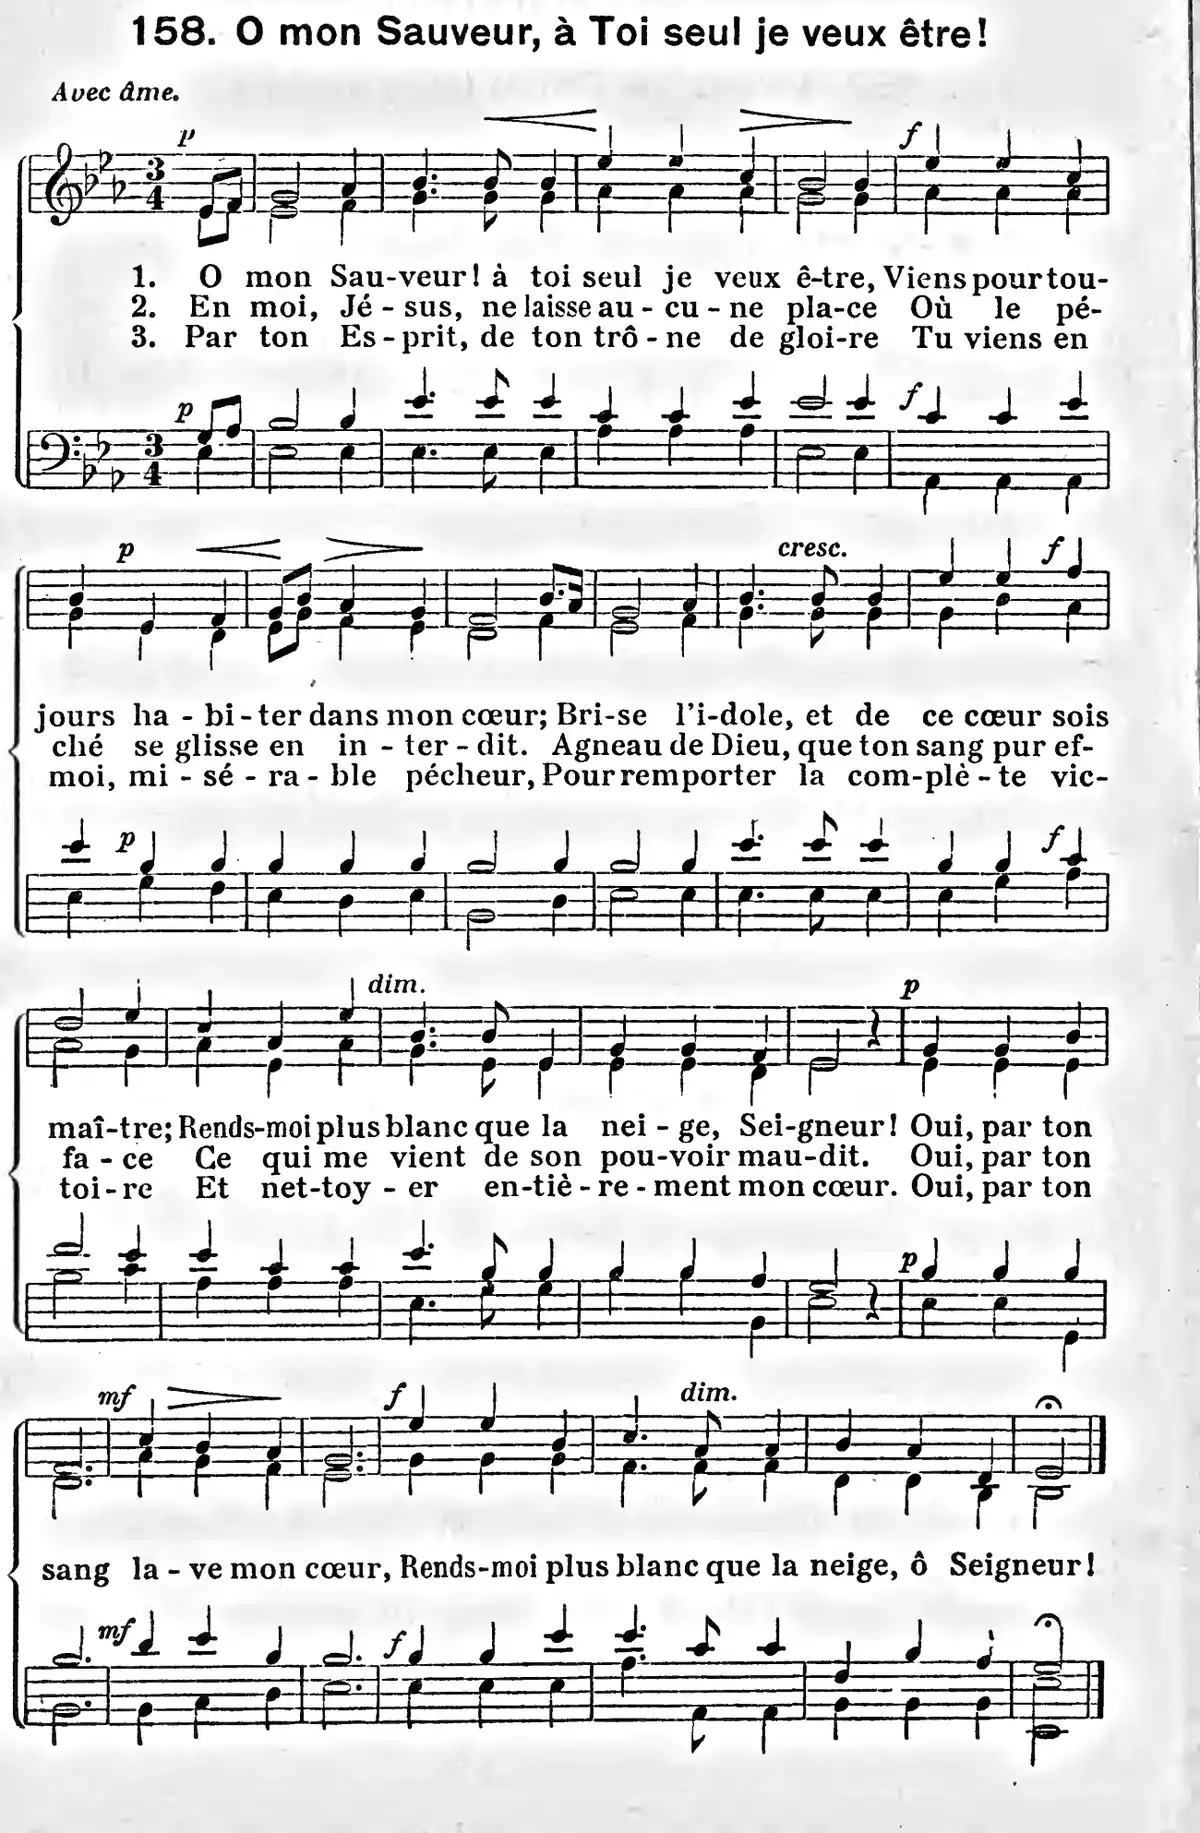 158. O mon Sauveur, à Toi seul je veux être!
Avec âme.
p f
3 4
1. O mon Sau-veur! à toi seul je veux ê-tre, Viens pour tou-
2. En moi, Jé - sus, ne laisse au - cu - ne pla-ce Où le pé-
3. Par ton Es - prit, de ton trô - ne de gloi-re Tu viens en
p f
3 4
p cresc. f
jours ha - bi - ter dans mon cœur; Bri-se l'i-dole, et de ce cœur sois
ché se glisse en in - ter - dit. Agneau de Dieu, que ton sang pur ef-
moi, mi - sé - ra - ble pécheur, Pour remporter la com-plè - te vic-
p f
dim. p
maî-tre; Rends-moi plus blanc que la nei - ge, Sei-gneur! Oui, par ton
fa - ce Ce qui me vient de son pou-voir mau-dit. Oui, par ton
toi-re Et net-toy - er en-tiè - re - ment mon cœur. Oui, par ton
p
mf f dim.
sang la - ve mon cœur, Rends-moi plus blanc que la neige, ô Seigneur!
mf f